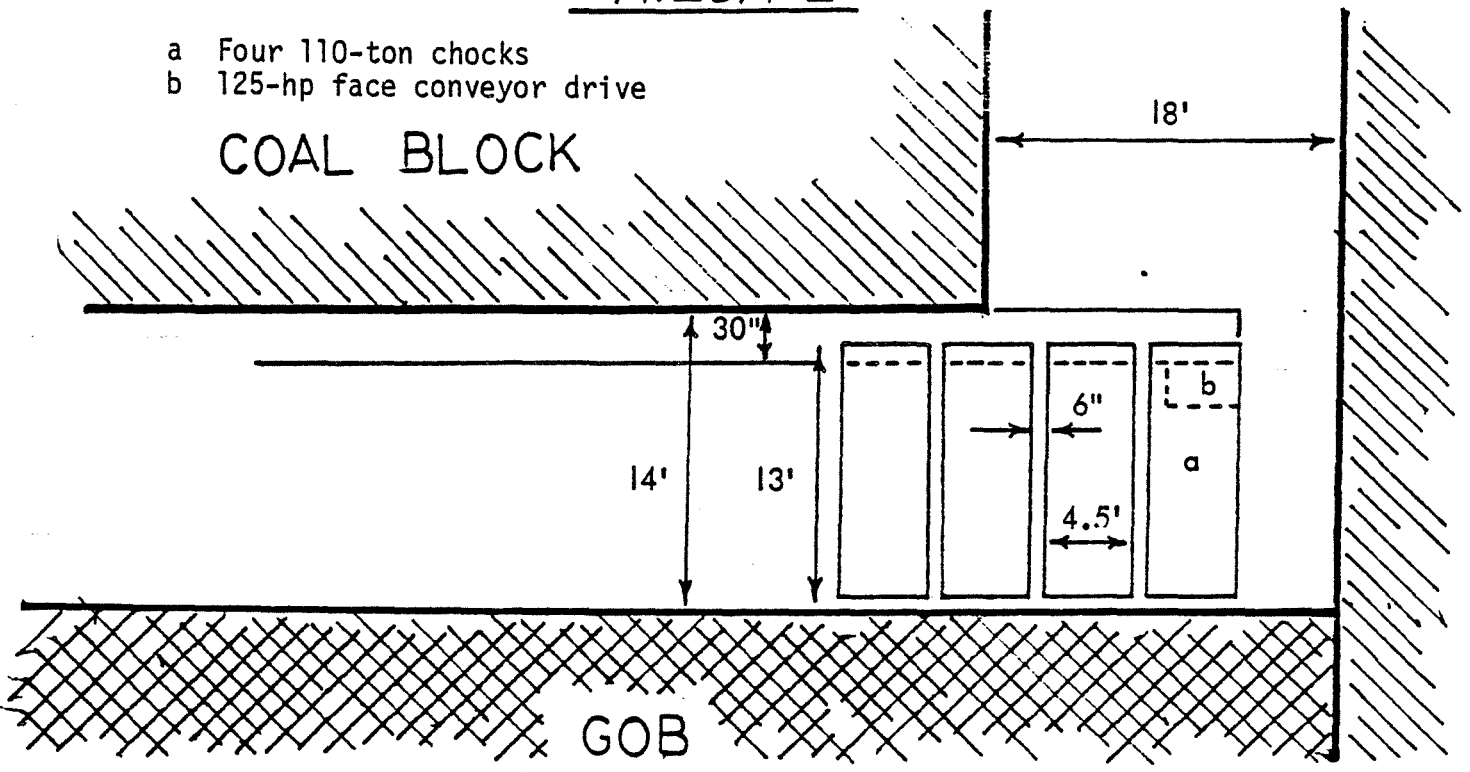 a Four 110-ton chocks
b 125-hp face conveyor drive
COAL BLOCK
18'
30"
b
6"
14'
13'
a
4.5'
GOB